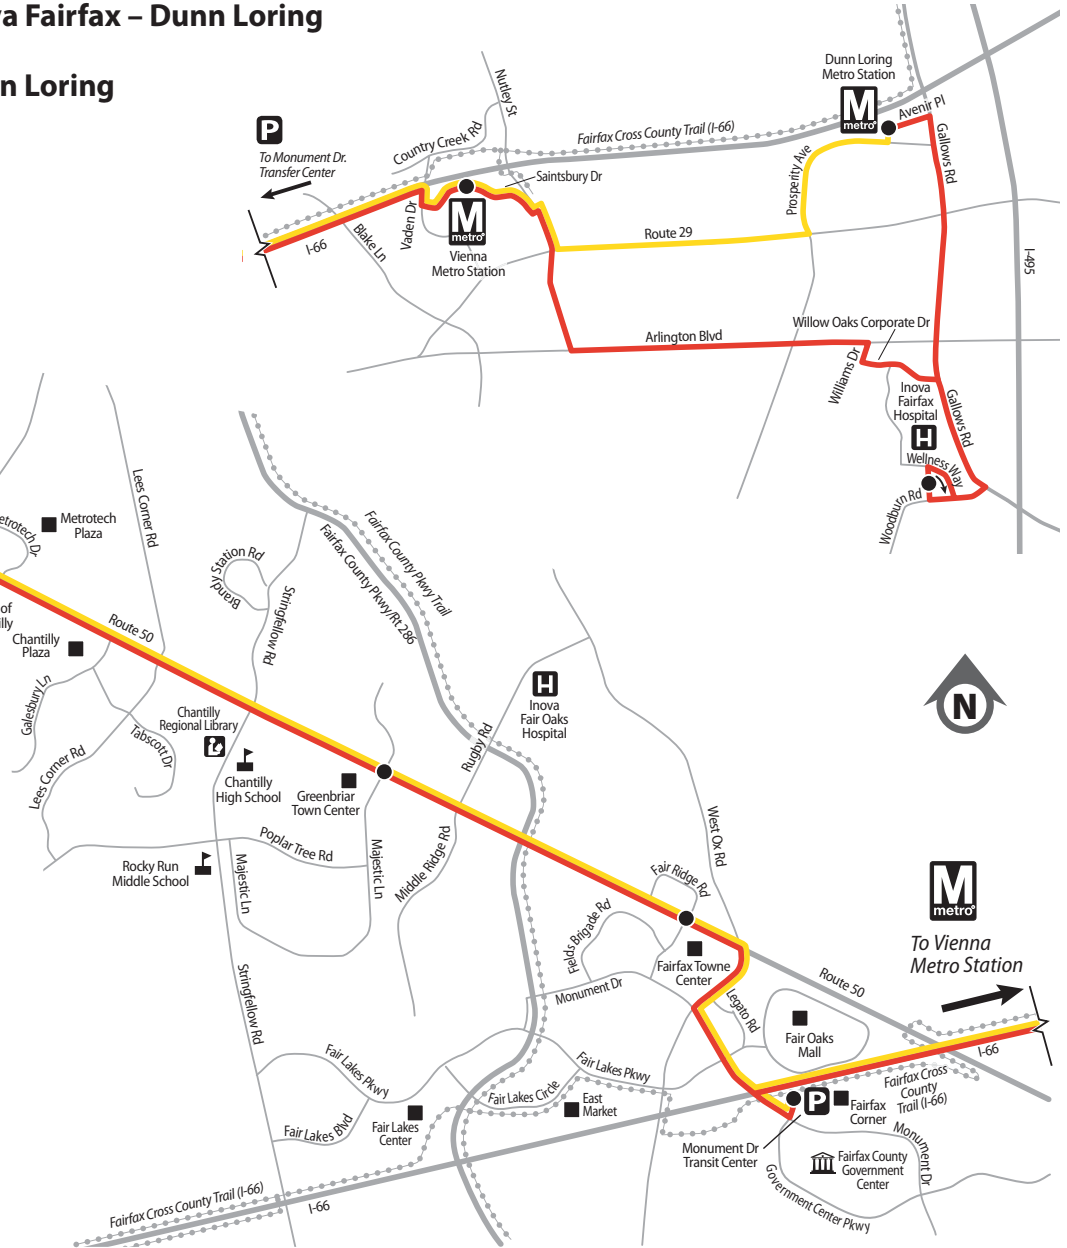 va Fairfax – Dunn Loring
n Loring
Dunn Loring
Metro Station
M
metro
Avenir Pl
Nutley St
P
To Monument Dr.
Transfer Center
Country Creek Rd
Fairfax Cross County Trail (I-66)
Gallows Rd
Saintsbury Dr
Prosperity Ave
Vaden Dr
I-66
Blake Ln
M
metro
Vienna
Metro Station
Route 29
I-495
Willow Oaks Corporate Dr
Arlington Blvd
Williams Dr
Inova
Fairfax
Hospital
H
Gallows Rd
Wellness Way
Woodburn Rd
Lees Corner Rd
Metrotech
Plaza
etrotech Dr
Fairfax County Pkwy Trail
Fairfax County Pkwy/Rt 286
Brandy Station Rd
Stringfellow Rd
of
lly
Route 50
Chantilly
Plaza
Galesbury Ln
Chantilly
Regional Library
Tabscott Dr
Lees Corner Rd
Chantilly
High School
Greenbriar
Town Center
H
Inova
Fair Oaks
Hospital
Rugby Rd
N
West Ox Rd
Poplar Tree Rd
Rocky Run
Middle School
Majestic Ln
Majestic Ln
Middle Ridge Rd
Fair Ridge Rd
Fields Brigade Rd
M
metro
To Vienna
Metro Station
Fairfax Towne
Center
Stringfellow Rd
Monument Dr
Legato Rd
Route 50
Fair Oaks
Mall
I-66
Fair Lakes Pkwy
Fair Lakes Pkwy
Fair Lakes Circle
East
Market
Fairfax Cross
County
Trail (I-66)
P
Fairfax
Corner
Fair Lakes Blvd
Fair Lakes
Center
Monument Dr
Transit Center
Monument Dr
Fairfax County
Government
Center
Government Center Pkwy
Fairfax Cross County Trail (I-66)
I-66